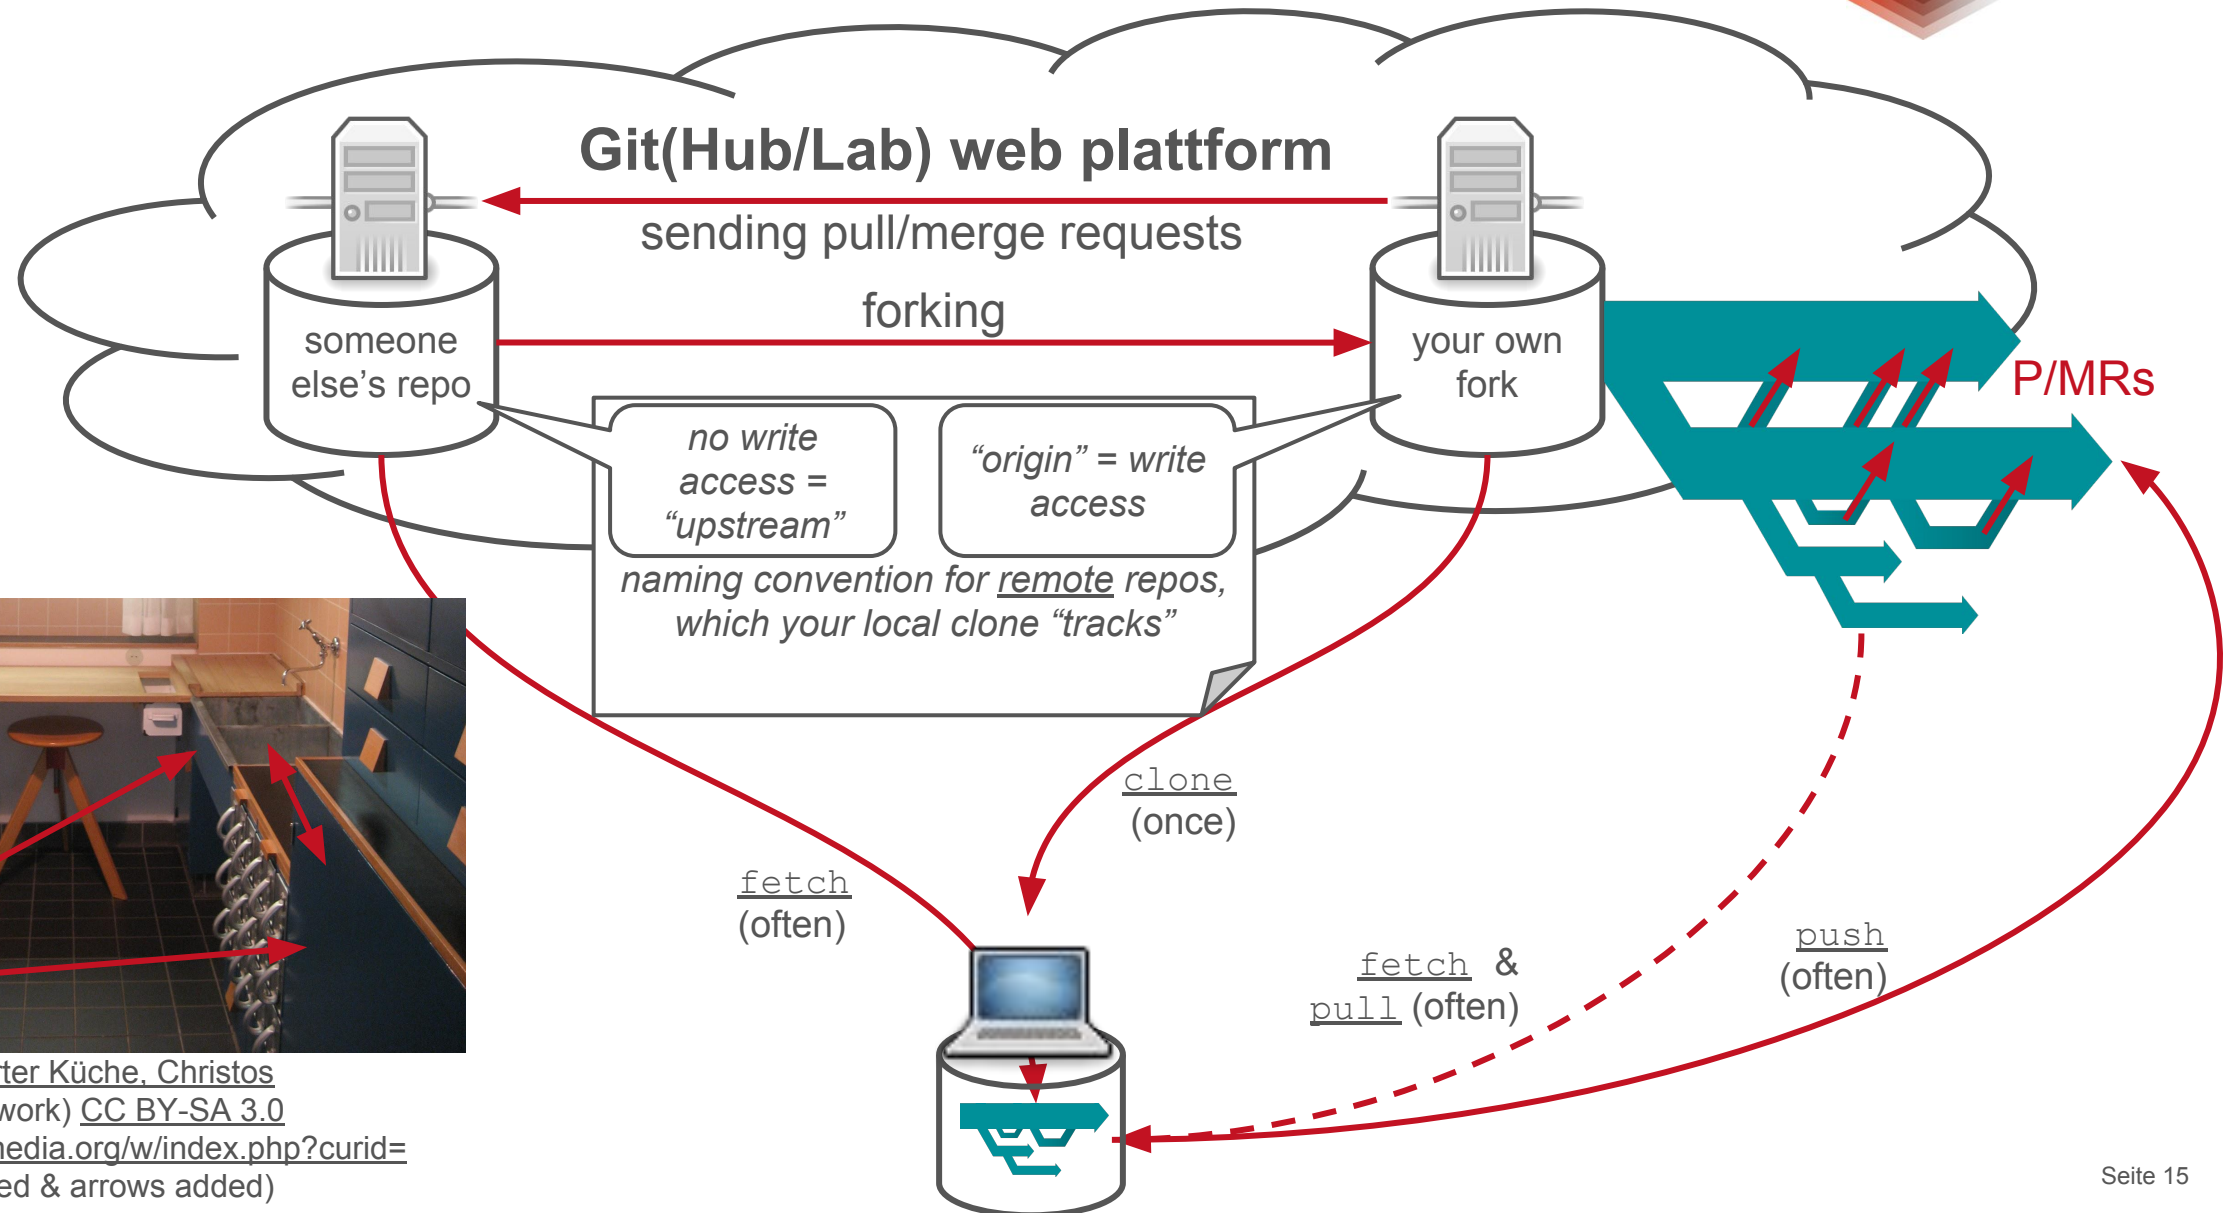 Git(Hub/Lab) web plattform
sending pull/merge requests
forking
someone
else’s repo
your own
fork
P/MRs
no write
access =
“upstream”
“origin” = write
access
naming convention for remote repos,
which your local clone “tracks”
clone
(once)
fetch
(often)
fetch &
pull (often)
push
(often)
rter Küche, Christos
work) CC BY-SA 3.0
nedia.org/w/index.php?curid=
ed & arrows added)
Seite 15